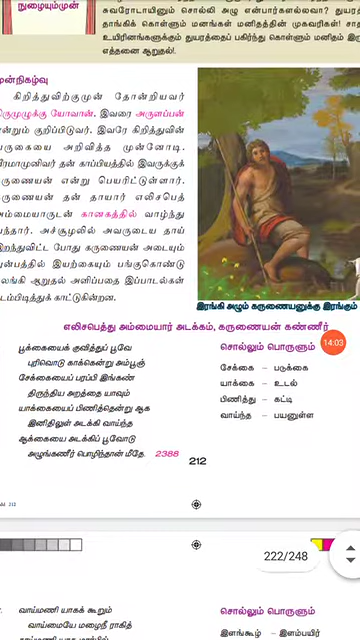 நுழையும்முன்
சுவரோடாயினும் சொல்லி அழு என்பார்களல்லவா? துயரத்
தாங்கிக் கொள்ளும் மனங்கள் மனிதத்தின் முகவரிகள்!
உயிரினங்களுக்கும் துயரத்தைப் பகிர்ந்து கொள்ளும் மனிதம்
எத்தனை ஆறுதல்!.
முன்நிகழ்வு
கிறித்துவிற்குமுன் தோன்றியவர்
திருமுழுக்கு யோவான். இவரை அருளப்பன்
என்றும் குறிப்பிடுவர். இவரே கிறித்துவின்
வருகையை அறிவித்த முன்னோடி.
வீரமாமுனிவர் தன் காப்பியத்தில் இவருக்குக்
கருணையன் என்று பெயரிட்டுள்ளார்.
கருணையன் தன் தாயார் எலிசபெத்
அம்மையாருடன் கானகத்தில் வாழ்ந்து
வந்தார். அச்சூழலில் அவருடைய தாய்
இறந்துவிட்ட போது கருணையன் அடையும்
துன்பத்தில் இயற்கையும் பங்குகொண்டு
கலங்கி ஆறுதல் அளிப்பதை இப்பாடல்கள்
படம்பிடித்துக் காட்டுகின்றன.
இரங்கி அழும் கருணையனுக்கு இரங்கும்
எலிசபெத்து அம்மையார் அடக்கம், கருணையன் கண்ணீர்
பூக்கையைக் குவித்துப் பூவே
புரிவொடு காக்கென்று அம்பூஞ்
சேக்கையைப் பரப்பி இங்கண்
திருந்திய அறத்தை யாவும்
யாக்கையைப் பிணித்தென்று ஆக
இனிதிலுள் அடக்கி வாய்ந்த
ஆக்கையை அடக்கிப் பூவோடு
அழுங்கணீர் பொழிந்தான் மீதே. 2388
சொல்லும் பொருளும்
14:03
சேக்கை – படுக்கை
யாக்கை – உடல்
பிணித்து – கட்டி
வாய்ந்த – பயனுள்ள
212
212
222/248
வாய்மணி யாகக் கூறும்
வாய்மையே மழைநீ ராகித்
சொல்லும் பொருளும்
இளங்கூழ் – இளம்பயிர்